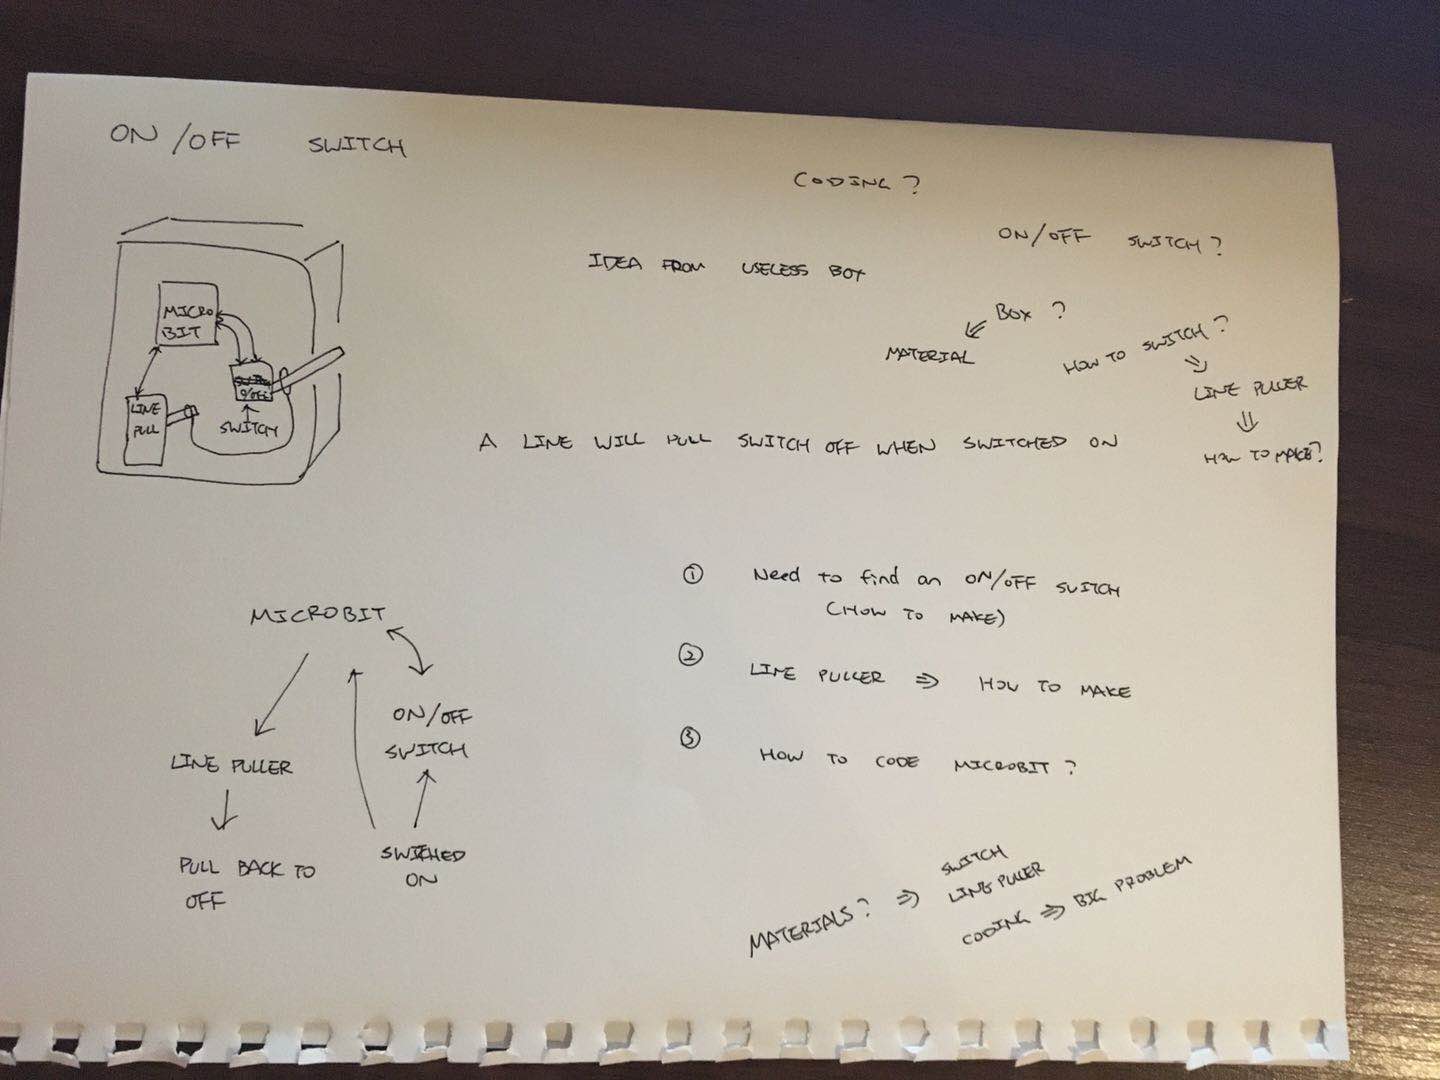 ON/OFF SWITCH
CODING?
ON/OFF SWITCH?
IDEA FROM USELESS BOX
BOX?
MATERIAL
HOW TO SWITCH?
LINE PULLER
HOW TO MAKE?
MICRO
BIT
O/OFF
SWITCH
LINE
PULL
A LINE WILL PULL SWITCH OFF WHEN SWITCHED ON
① Need to find an ON/OFF SWITCH
(HOW TO MAKE)
② LINE PULLER ⇒ HOW TO MAKE
③ HOW TO CODE MICROBIT?
MICROBIT
ON/OFF
SWITCH
LINE PULLER
SWITCHED
ON
PULL BACK TO
OFF
MATERIALS? ⇒ SWITCH
LINE PULLER
CODING ⇒ BIG PROBLEM